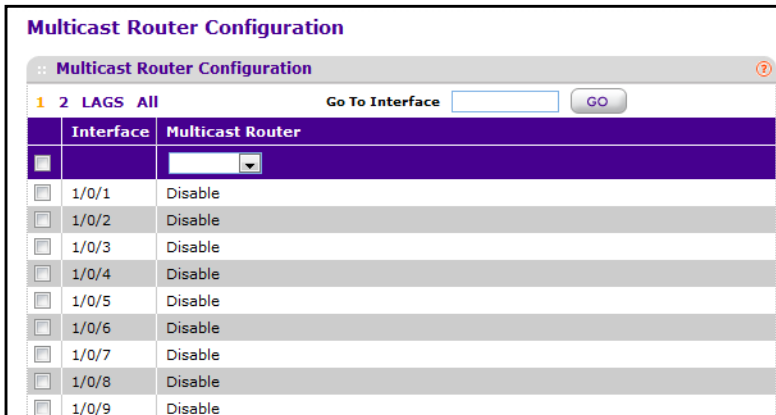 Multicast Router Configuration
Multicast Router Configuration ?
1 2 LAGS All Go To Interface GO
Interface Multicast Router
1/0/1 Disable
1/0/2 Disable
1/0/3 Disable
1/0/4 Disable
1/0/5 Disable
1/0/6 Disable
1/0/7 Disable
1/0/8 Disable
1/0/9 Disable